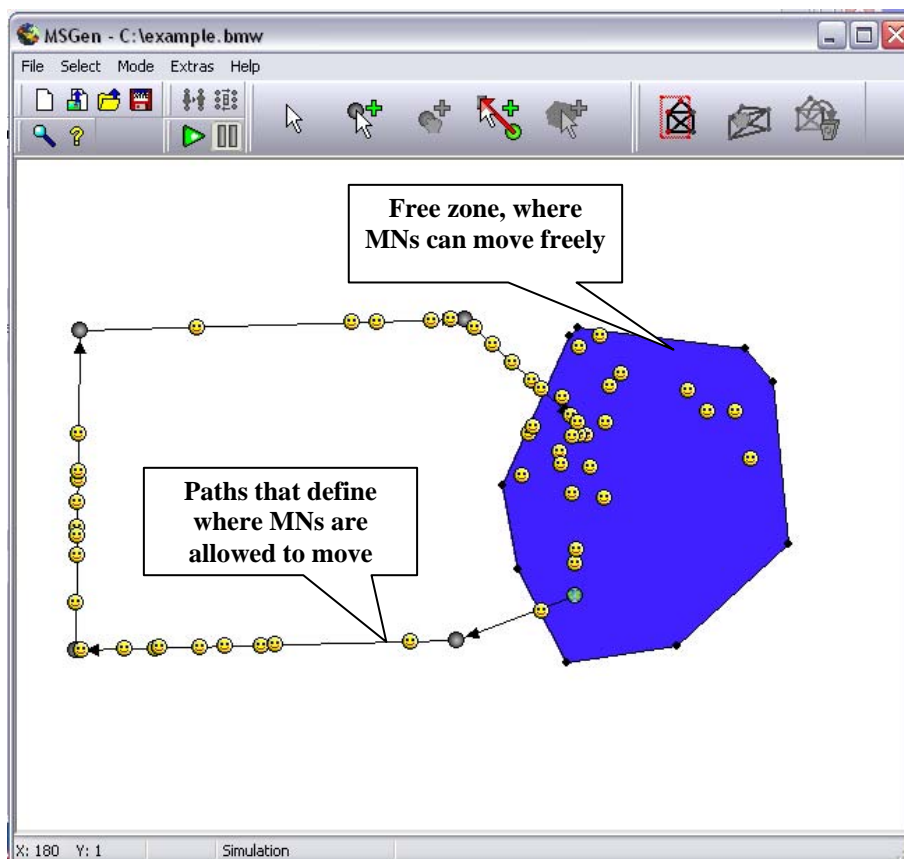 MSGen - C:\example.bmw
File Select Mode Extras Help
Free zone, where
MNs can move freely
Paths that define
where MNs are
allowed to move
X: 180 Y: 1 Simulation